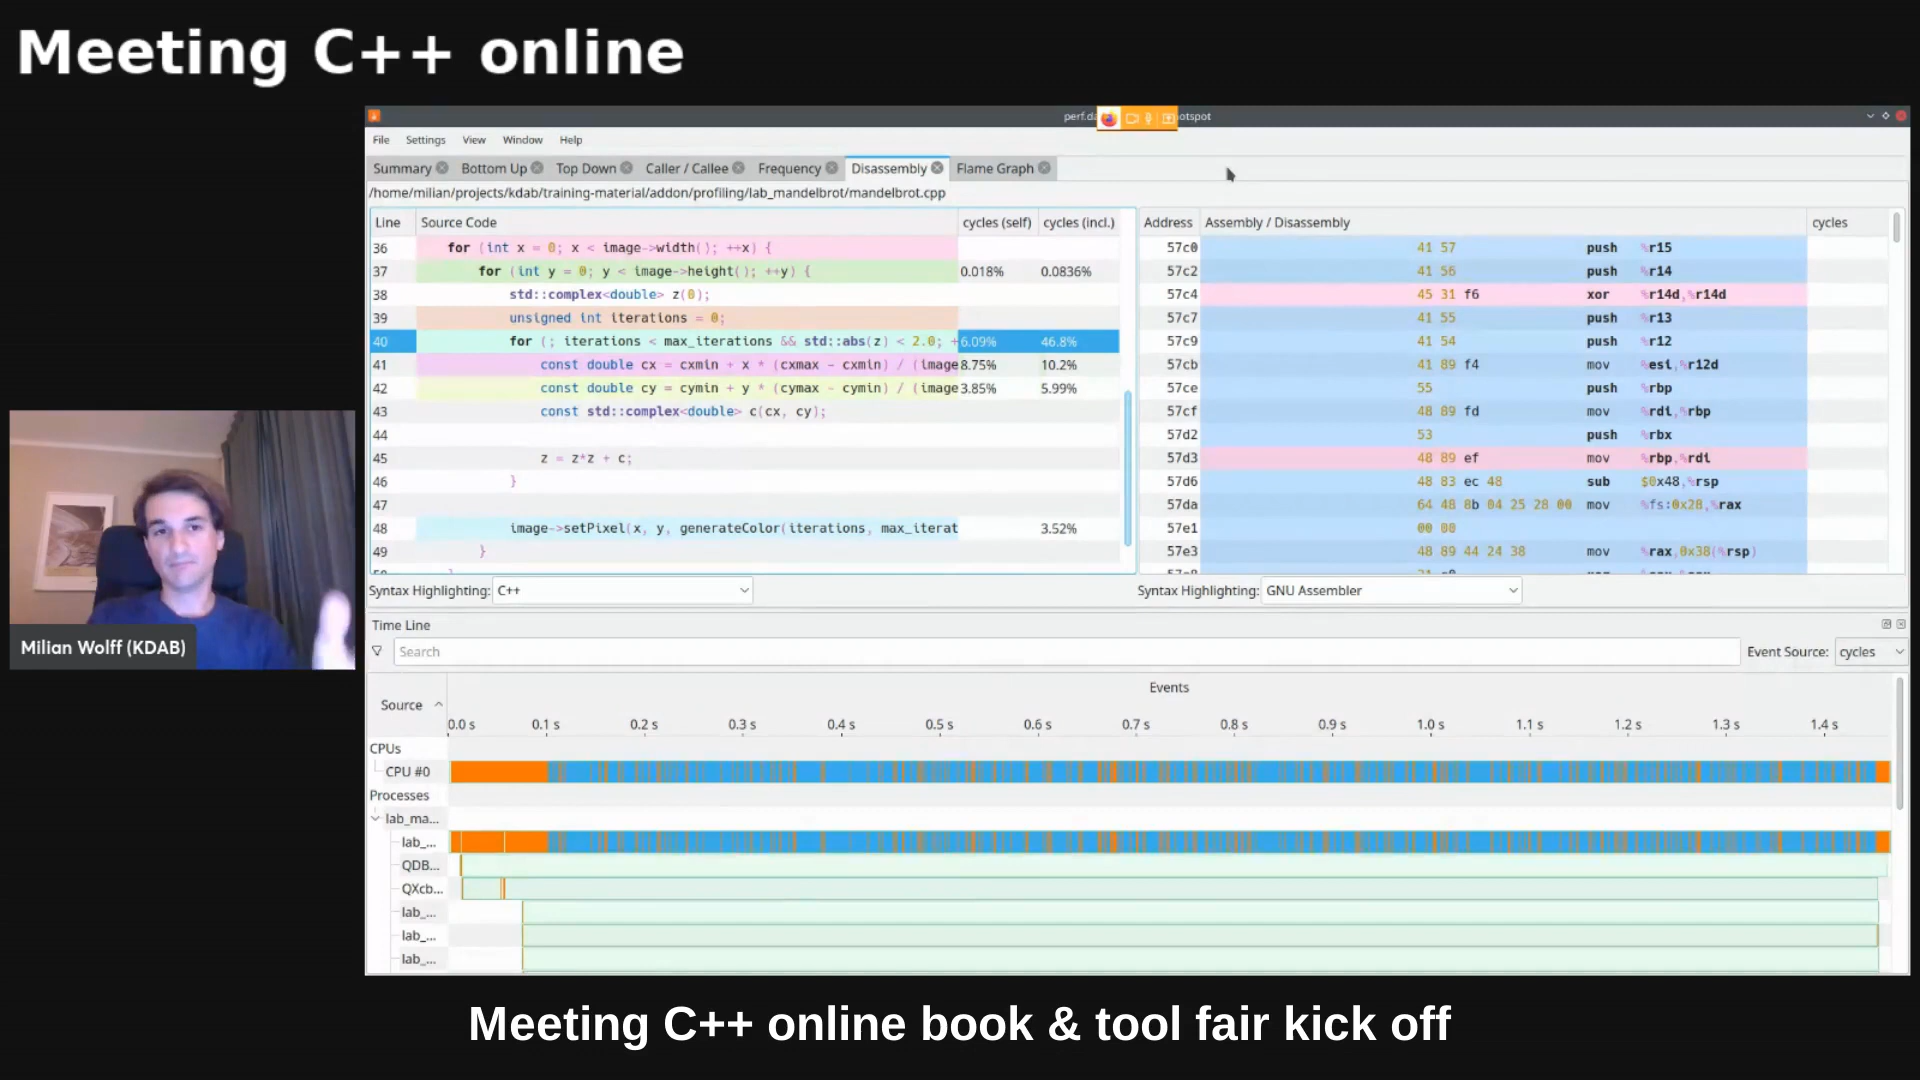 Meeting C++ online
File Settings View Window Help
Summary Bottom Up Top Down Caller / Callee Frequency Disassembly Flame Graph
/home/milian/projects/kdab/training-material/addon/profiling/lab_mandelbrot/mandelbrot.cpp
Line Source Code cycles (self) cycles (incl.)
36 for (int x = 0; x < image->width(); ++x) {
37 for (int y = 0; y < image->height(); ++y) { 0.018% 0.0836%
38 std::complex<double> z(0);
39 unsigned int iterations = 0;
40 for (; iterations < max_iterations && std::abs(z) < 2.0; + 6.09% 46.8%
41 const double cx = cxmin + x * (cxmax - cxmin) / (image 8.75% 10.2%
42 const double cy = cymin + y * (cymax - cymin) / (image 3.85% 5.99%
43 const std::complex<double> c(cx, cy);
44
45 z = z*z + c;
46 }
47
48 image->setPixel(x, y, generateColor(iterations, max_iterat 3.52%
49 }
Syntax Highlighting: C++
Address Assembly / Disassembly cycles
57c0 41 57 push %r15
57c2 41 56 push %r14
57c4 45 31 f6 xor %r14d,%r14d
57c7 41 55 push %r13
57c9 41 54 push %r12
57cb 41 89 f4 mov %esi,%r12d
57ce 55 push %rbp
57cf 48 89 fd mov %rdi,%rbp
57d2 53 push %rbx
57d3 48 89 ef mov %rbp,%rdi
57d6 48 83 ec 48 sub $0x48,%rsp
57da 64 48 8b 04 25 28 00 mov %fs:0x28,%rax
57e1 00 00
57e3 48 89 44 24 38 mov %rax,0x38(%rsp)
Syntax Highlighting: GNU Assembler
Milian Wolff (KDAB)
Time Line
Search Event Source: cycles
Events
Source
0.0 s 0.1 s 0.2 s 0.3 s 0.4 s 0.5 s 0.6 s 0.7 s 0.8 s 0.9 s 1.0 s 1.1 s 1.2 s 1.3 s 1.4 s
CPUs
CPU #0
Processes
lab_ma...
lab_...
QDB...
QXcb...
lab_...
lab_...
lab_...
Meeting C++ online book & tool fair kick off